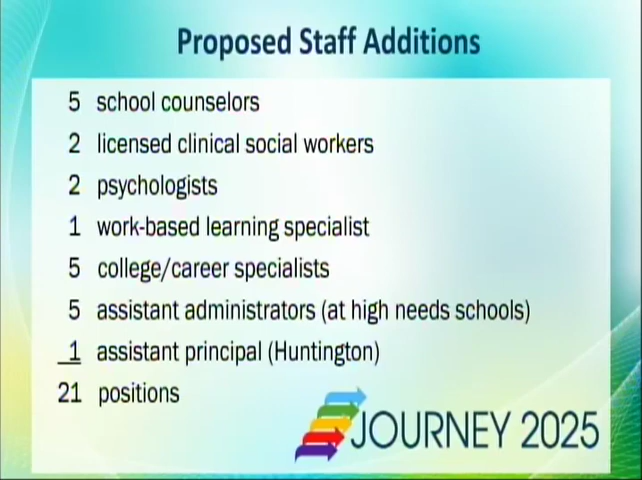 Proposed Staff Additions
5 school counselors
2 licensed clinical social workers
2 psychologists
1 work-based learning specialist
5 college/career specialists
5 assistant administrators (at high needs schools)
1 assistant principal (Huntington)
21 positions
JOURNEY 2025